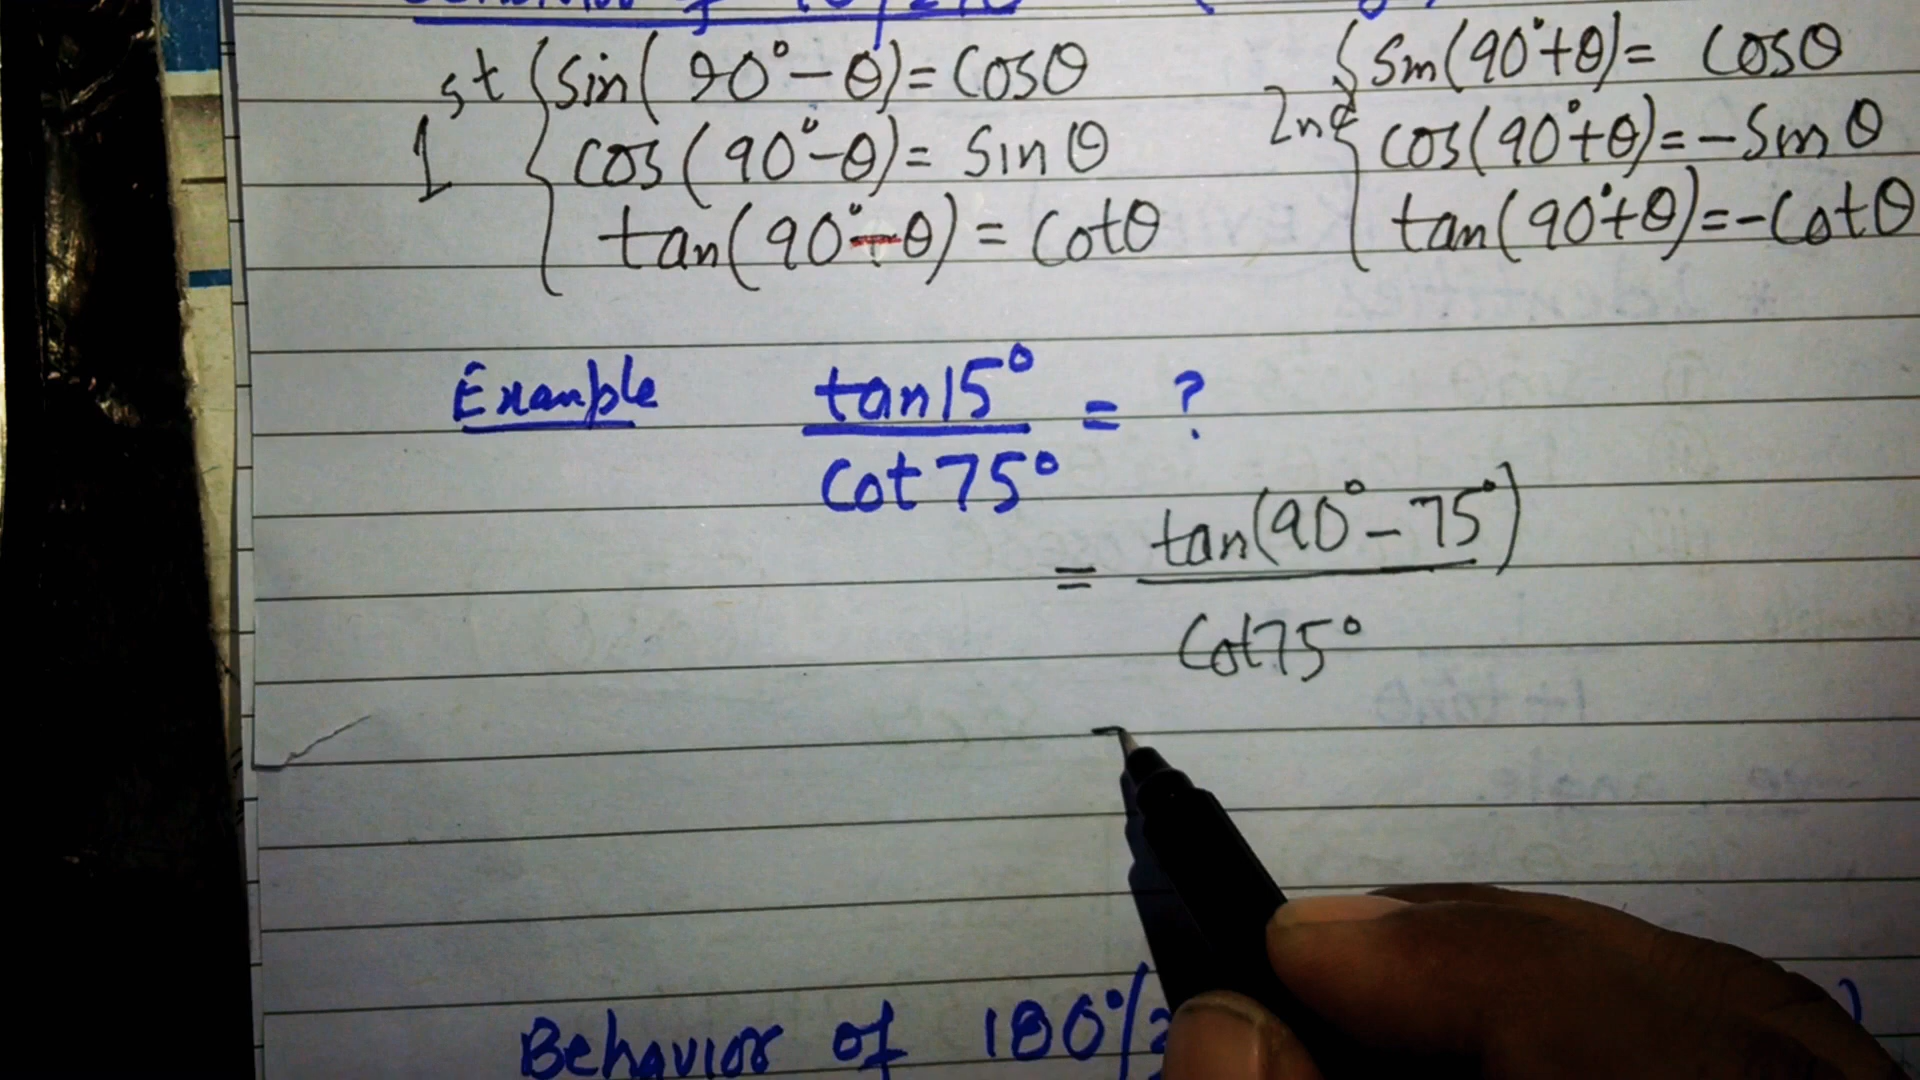 1st { sin(90°-θ) = cosθ
cos(90°-θ) = sinθ
tan(90°-θ) = cotθ
2nd { sin(90°+θ) = cosθ
cos(90°+θ) = -sinθ
tan(90°+θ) = -cotθ
Example tan15° / cot75° = ?
= tan(90°-75°) / cot75°
Behavior of 180°/